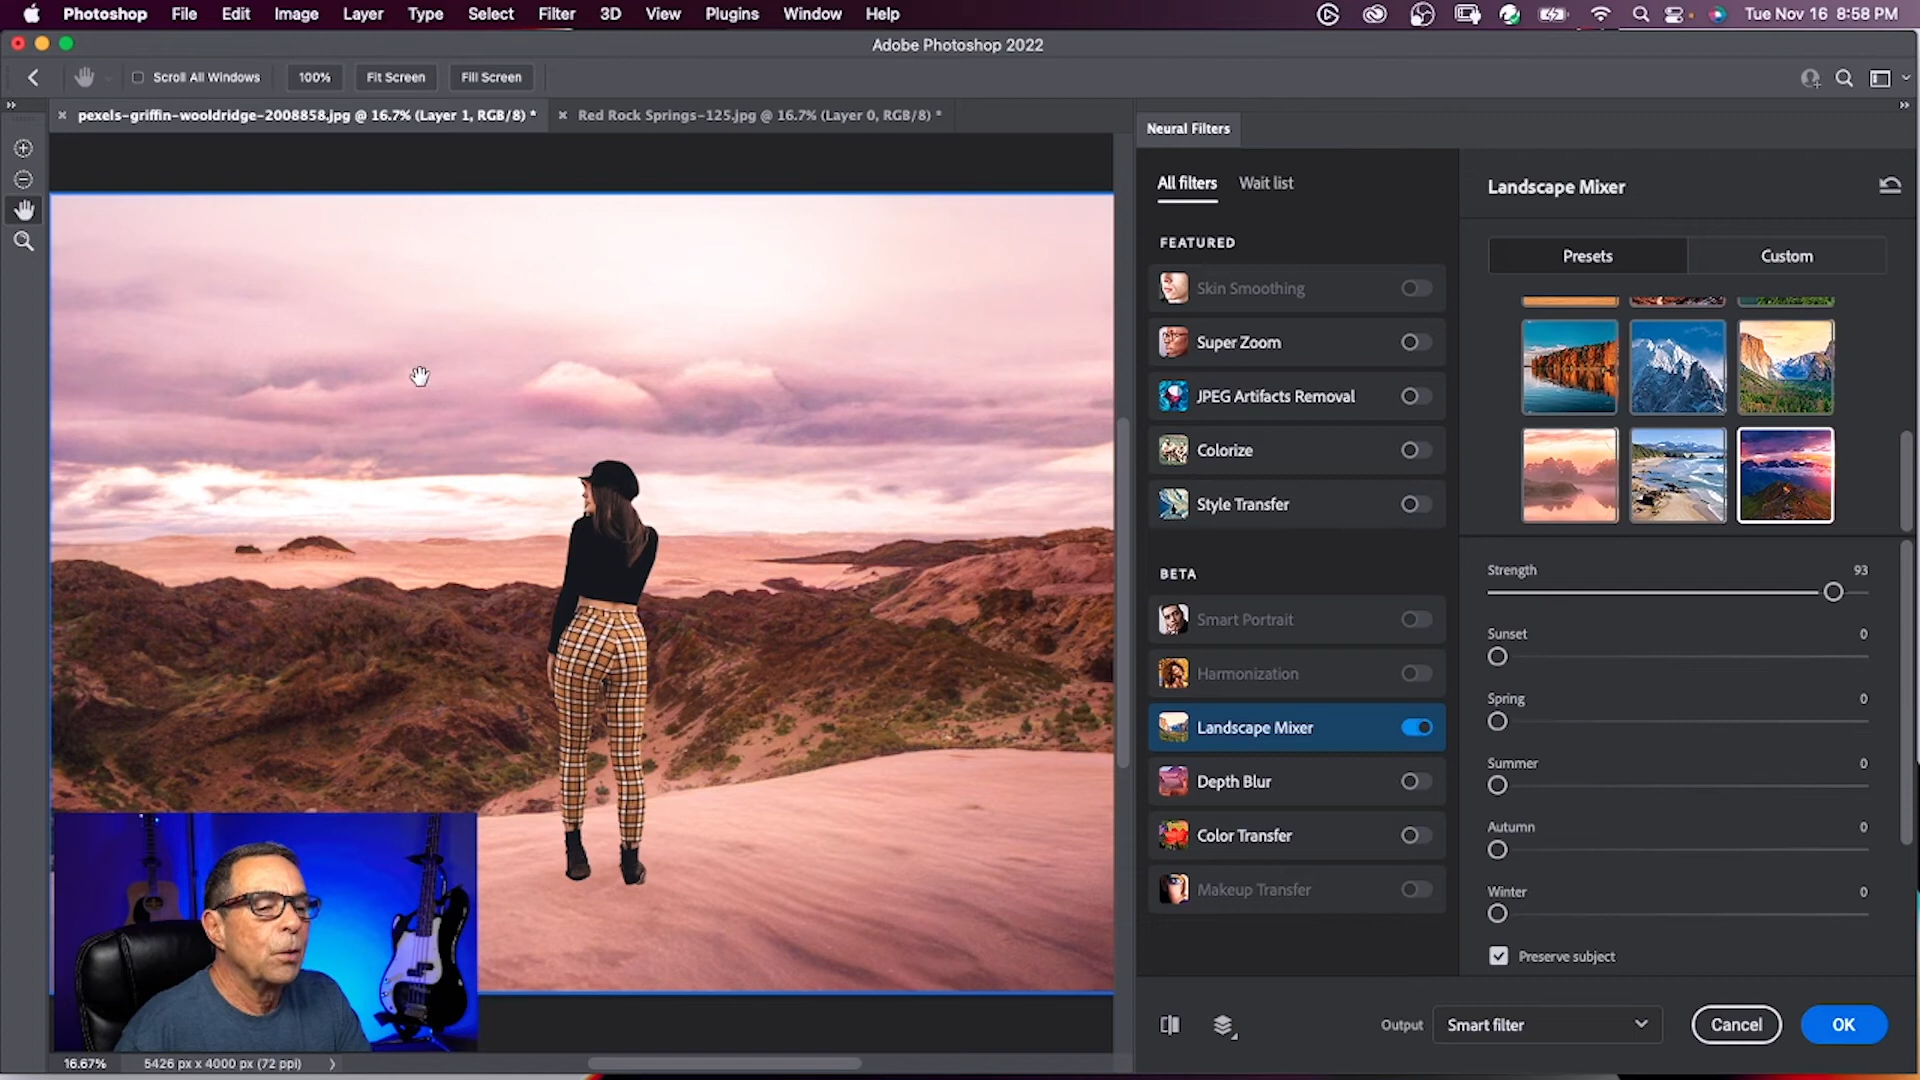 Photoshop File Edit Image Layer Type Select Filter 3D View Plugins Window Help Tue Nov 16 8:58 PM
Adobe Photoshop 2022
Scroll All Windows 100% Fit Screen Fill Screen
pexels-griffin-wooldridge-2008858.jpg @ 16.7% (Layer 1, RGB/8) * Red Rock Springs-125.jpg @ 16.7% (Layer 0, RGB/8) *
Neural Filters
All filters Wait list
Landscape Mixer
FEATURED
Presets Custom
Skin Smoothing
Super Zoom
JPEG Artifacts Removal
Colorize
Style Transfer
BETA
Smart Portrait
Harmonization
Landscape Mixer
Depth Blur
Color Transfer
Makeup Transfer
Strength 93
Sunset 0
Spring 0
Summer 0
Autumn 0
Winter 0
Preserve subject
Output Smart filter Cancel OK
16.67% 5426 px x 4000 px (72 ppi)